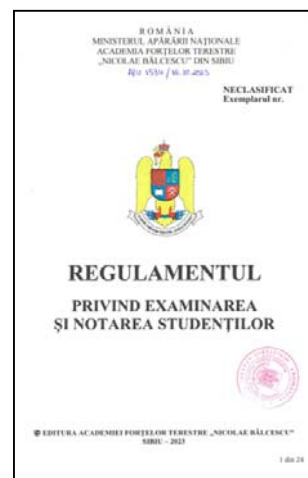 ROMÂNIA
MINISTERUL APĂRĂRII NAȚIONALE
ACADEMIA FORȚELOR TERESTRE
„NICOLAE BĂLCESCU” DIN SIBIU
NECLASIFICAT
Exemplarul nr.
REGULAMENTUL
PRIVIND EXAMINAREA
ȘI NOTAREA STUDENȚILOR
EDITURA ACADEMIEI FORȚELOR TERESTRE „NICOLAE BĂLCESCU”
SIBIU – 2023
1 din 24